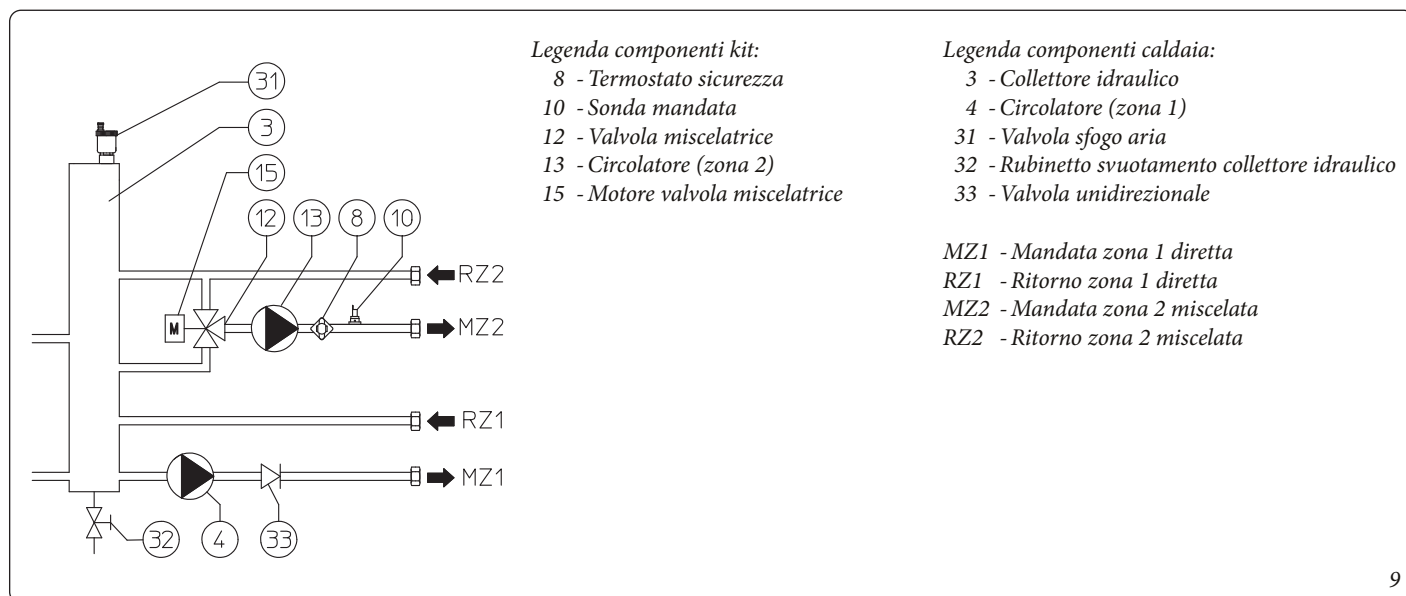 31
3
15
12
13
8
10
RZ2
M
MZ2
RZ1
MZ1
32
4
33
Legenda componenti kit:
8 - Termostato sicurezza
10 - Sonda mandata
12 - Valvola miscelatrice
13 - Circolatore (zona 2)
15 - Motore valvola miscelatrice
Legenda componenti caldaia:
3 - Collettore idraulico
4 - Circolatore (zona 1)
31 - Valvola sfogo aria
32 - Rubinetto svuotamento collettore idraulico
33 - Valvola unidirezionale
MZ1 - Mandata zona 1 diretta
RZ1 - Ritorno zona 1 diretta
MZ2 - Mandata zona 2 miscelata
RZ2 - Ritorno zona 2 miscelata
9